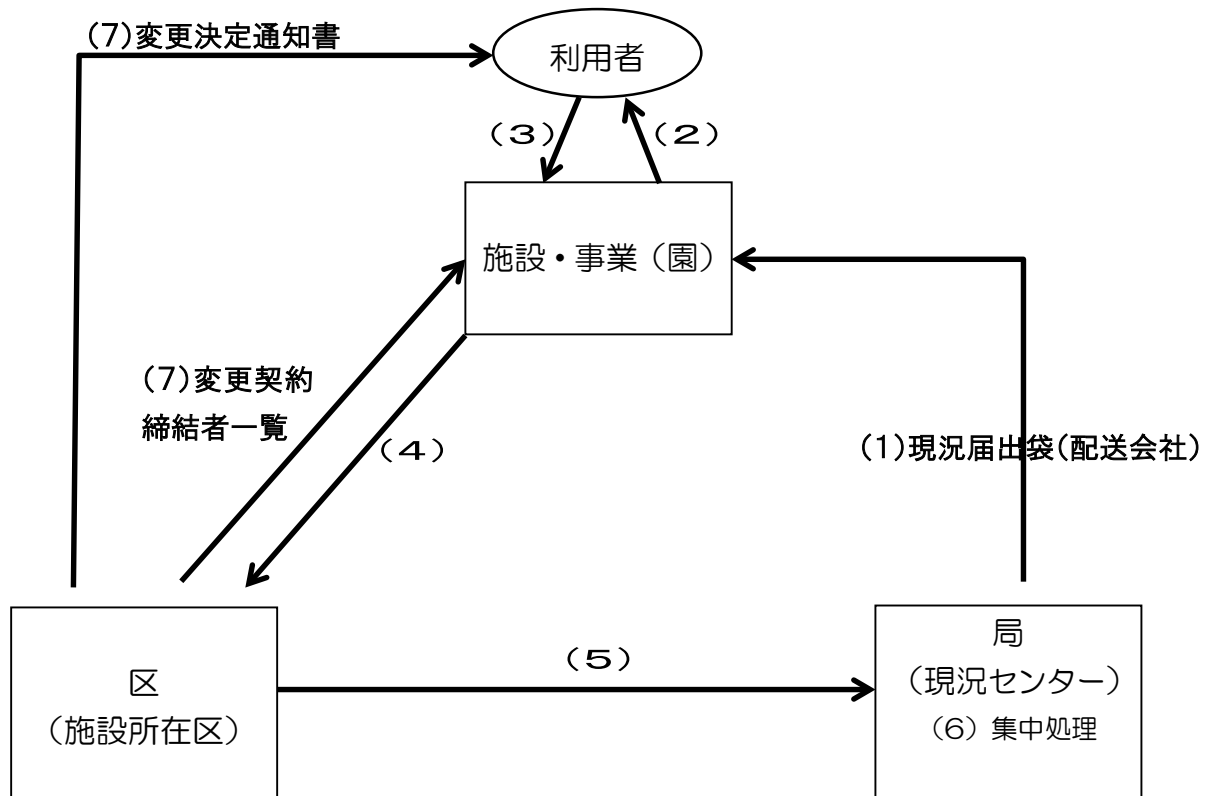 (7)変更決定通知書
利用者
(3)
(2)
施設・事業(園)
(7)変更契約
締結者一覧
(4)
(1)現況届出袋(配送会社)
(5)
区
(施設所在区)
局
(現況センター)
(6)集中処理